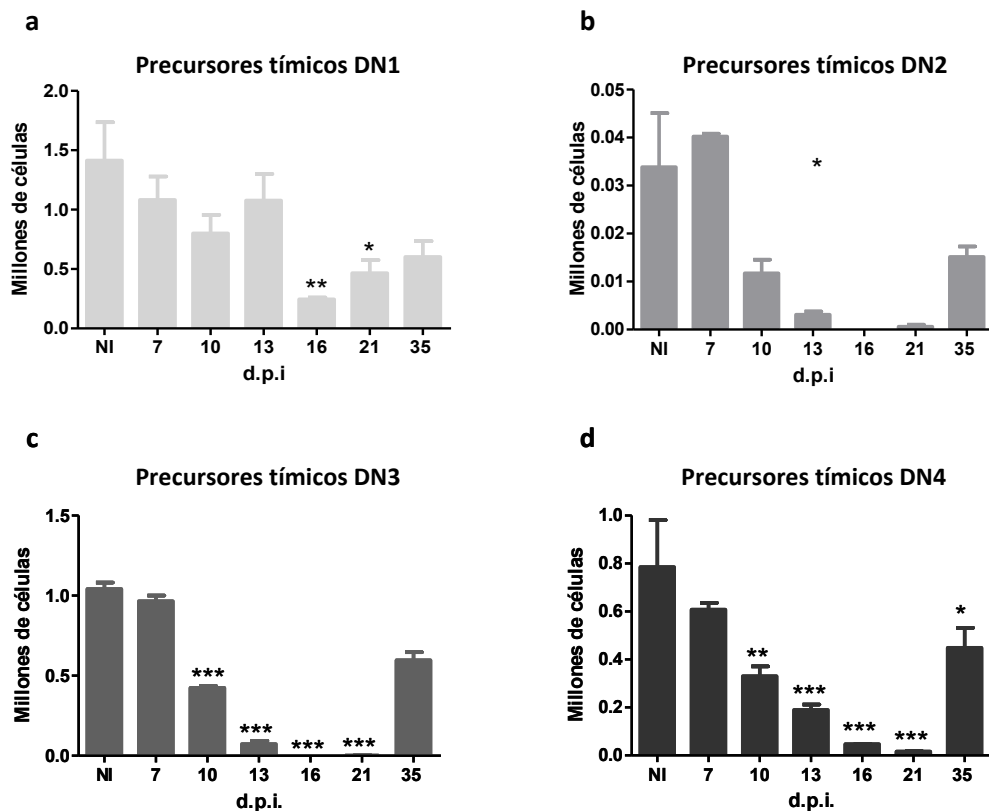 a
Precursores tímicos DN1
Millones de células
2.0
1.5
1.0
0.5
0.0
** *
NI 7 10 13 16 21 35
d.p.i
b
Precursores tímicos DN2
Millones de células
0.05
0.04
0.03
0.02
0.01
0.00
*
NI 7 10 13 16 21 35
d.p.i
c
Precursores tímicos DN3
Millones de células
1.5
1.0
0.5
0.0
*** *** *** ***
NI 7 10 13 16 21 35
d.p.i.
d
Precursores tímicos DN4
Millones de células
1.0
0.8
0.6
0.4
0.2
0.0
** *** *** *** *
NI 7 10 13 16 21 35
d.p.i.